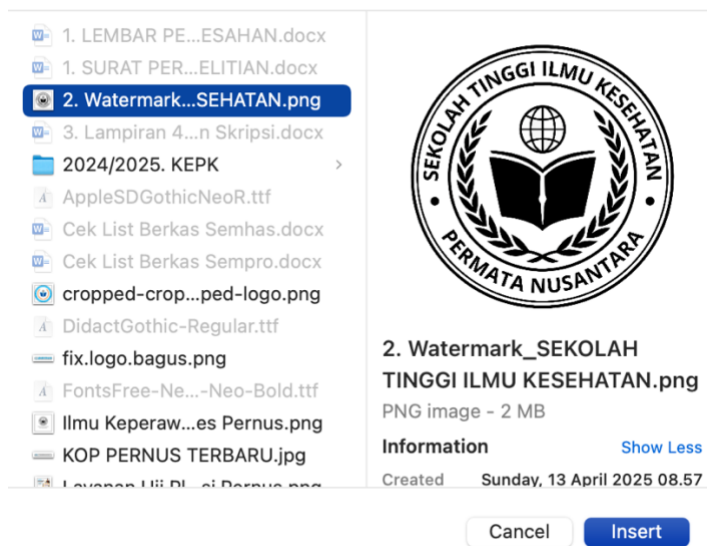 1. LEMBAR PE...ESAHAN.docx
1. SURAT PER...ELITIAN.docx
2. Watermark...SEHATAN.png
3. Lampiran 4...n Skripsi.docx
2024/2025. KEPK
AppleSDGothicNeoR.ttf
Cek List Berkas Semhas.docx
Cek List Berkas Sempro.docx
cropped-crop...ped-logo.png
DidactGothic-Regular.ttf
fix.logo.bagus.png
FontsFree-Ne...-Neo-Bold.ttf
Ilmu Keperaw...es Pernus.png
KOP PERNUS TERBARU.jpg
SEKOLAH TINGGI ILMU KESEHATAN
PERMATA NUSANTARA
2. Watermark_SEKOLAH
TINGGI ILMU KESEHATAN.png
PNG image - 2 MB
Information
Show Less
Created
Sunday, 13 April 2025 08.57
Cancel
Insert